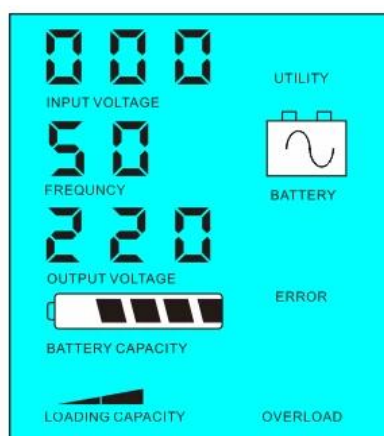 000
UTILITY
INPUT VOLTAGE
50
FREQUNCY
BATTERY
220
OUTPUT VOLTAGE
ERROR
BATTERY CAPACITY
LOADING CAPACITY
OVERLOAD